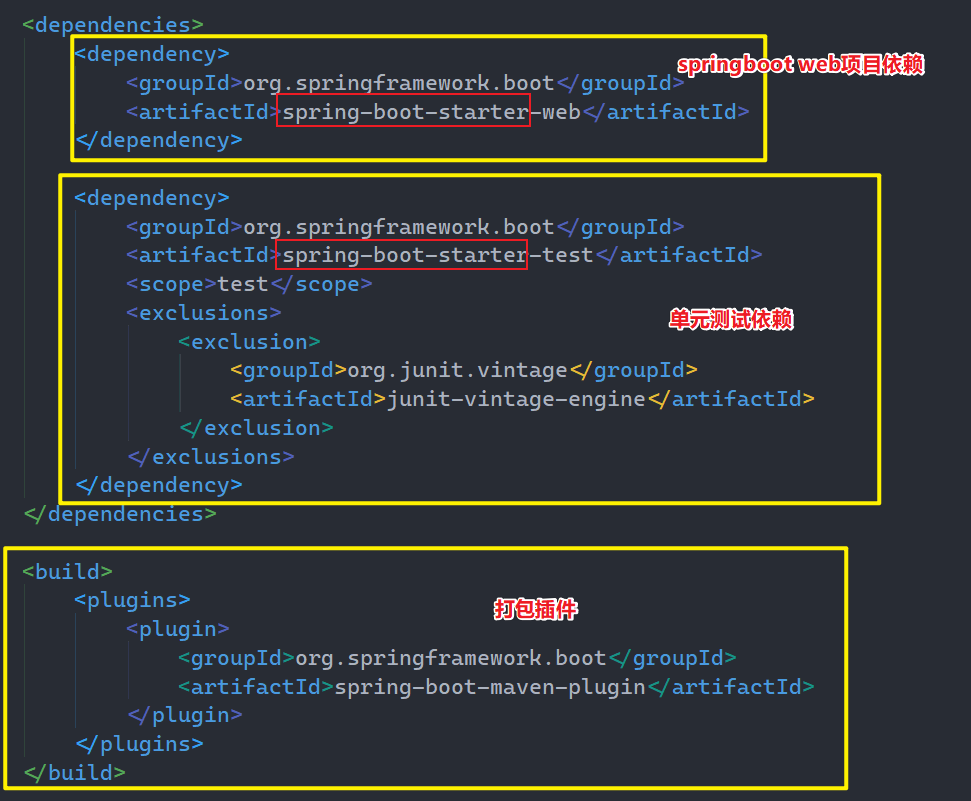 <dependencies>
<dependency>
springboot web项目依赖
<groupId>org.springframework.boot</groupId>
<artifactId>spring-boot-starter-web</artifactId>
</dependency>
<dependency>
<groupId>org.springframework.boot</groupId>
<artifactId>spring-boot-starter-test</artifactId>
<scope>test</scope>
<exclusions>
单元测试依赖
<exclusion>
<groupId>org.junit.vintage</groupId>
<artifactId>junit-vintage-engine</artifactId>
</exclusion>
</exclusions>
</dependency>
</dependencies>
<build>
<plugins>
打包插件
<plugin>
<groupId>org.springframework.boot</groupId>
<artifactId>spring-boot-maven-plugin</artifactId>
</plugin>
</plugins>
</build>